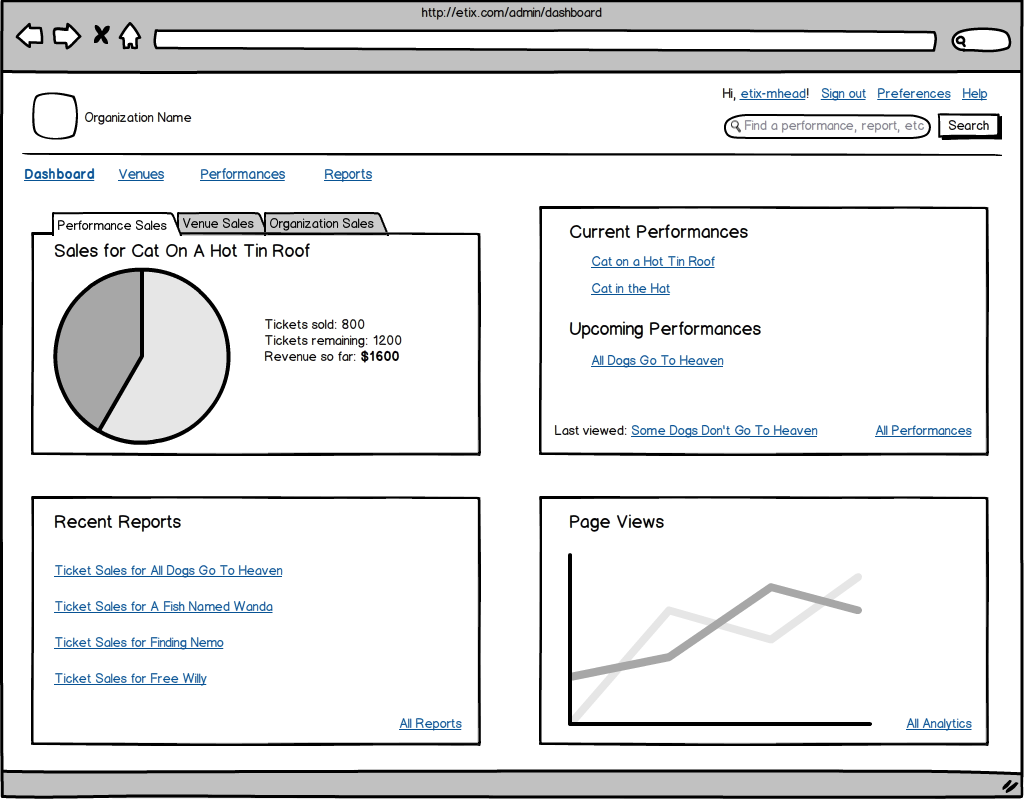 http://etix.com/admin/dashboard
Hi, etix-mhead! Sign out Preferences Help
Organization Name
Find a performance, report, etc
Search
Dashboard Venues Performances Reports
Performance Sales Venue Sales Organization Sales
Sales for Cat On A Hot Tin Roof
Tickets sold: 800
Tickets remaining: 1200
Revenue so far: $1600
Current Performances
Cat on a Hot Tin Roof
Cat in the Hat
Upcoming Performances
All Dogs Go To Heaven
Last viewed: Some Dogs Don't Go To Heaven
All Performances
Recent Reports
Ticket Sales for All Dogs Go To Heaven
Ticket Sales for A Fish Named Wanda
Ticket Sales for Finding Nemo
Ticket Sales for Free Willy
All Reports
Page Views
All Analytics